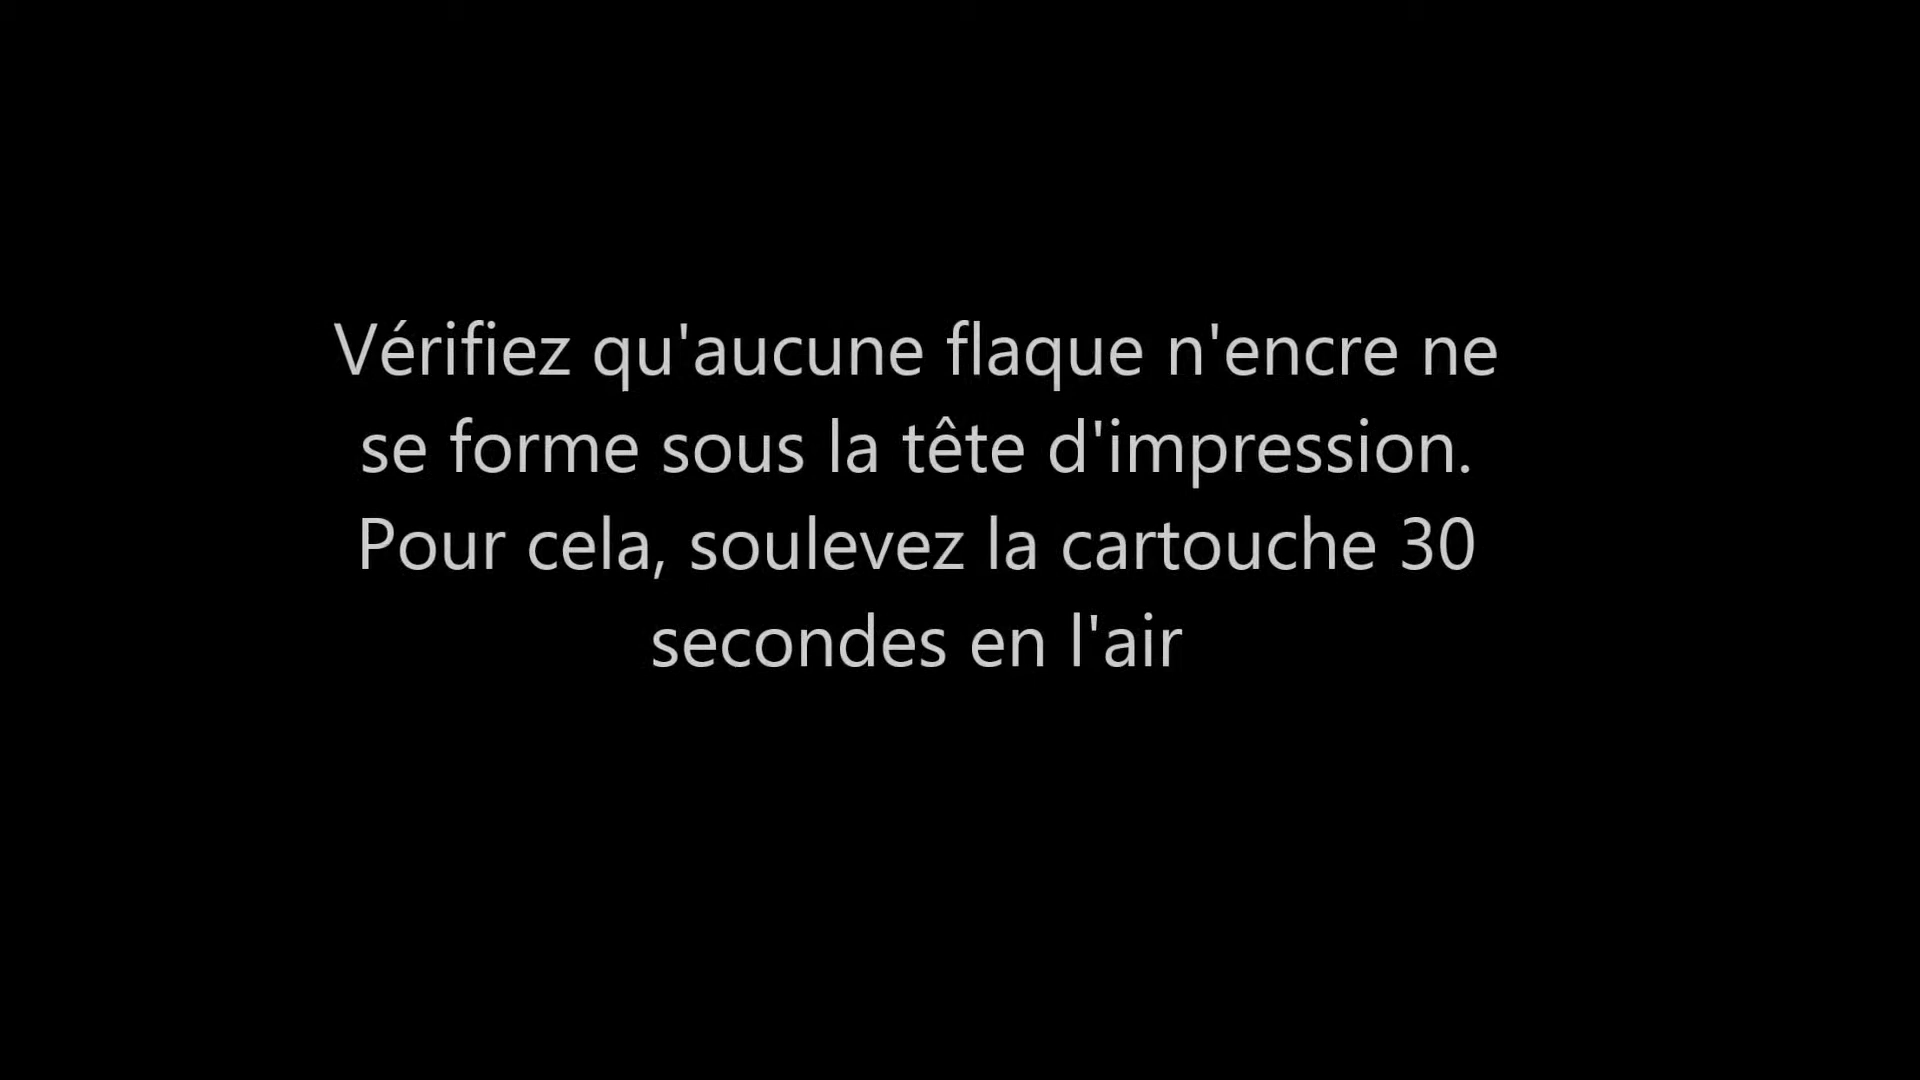 Vérifiez qu'aucune flaque n'encre ne
se forme sous la tête d'impression.
Pour cela, soulevez la cartouche 30
secondes en l'air